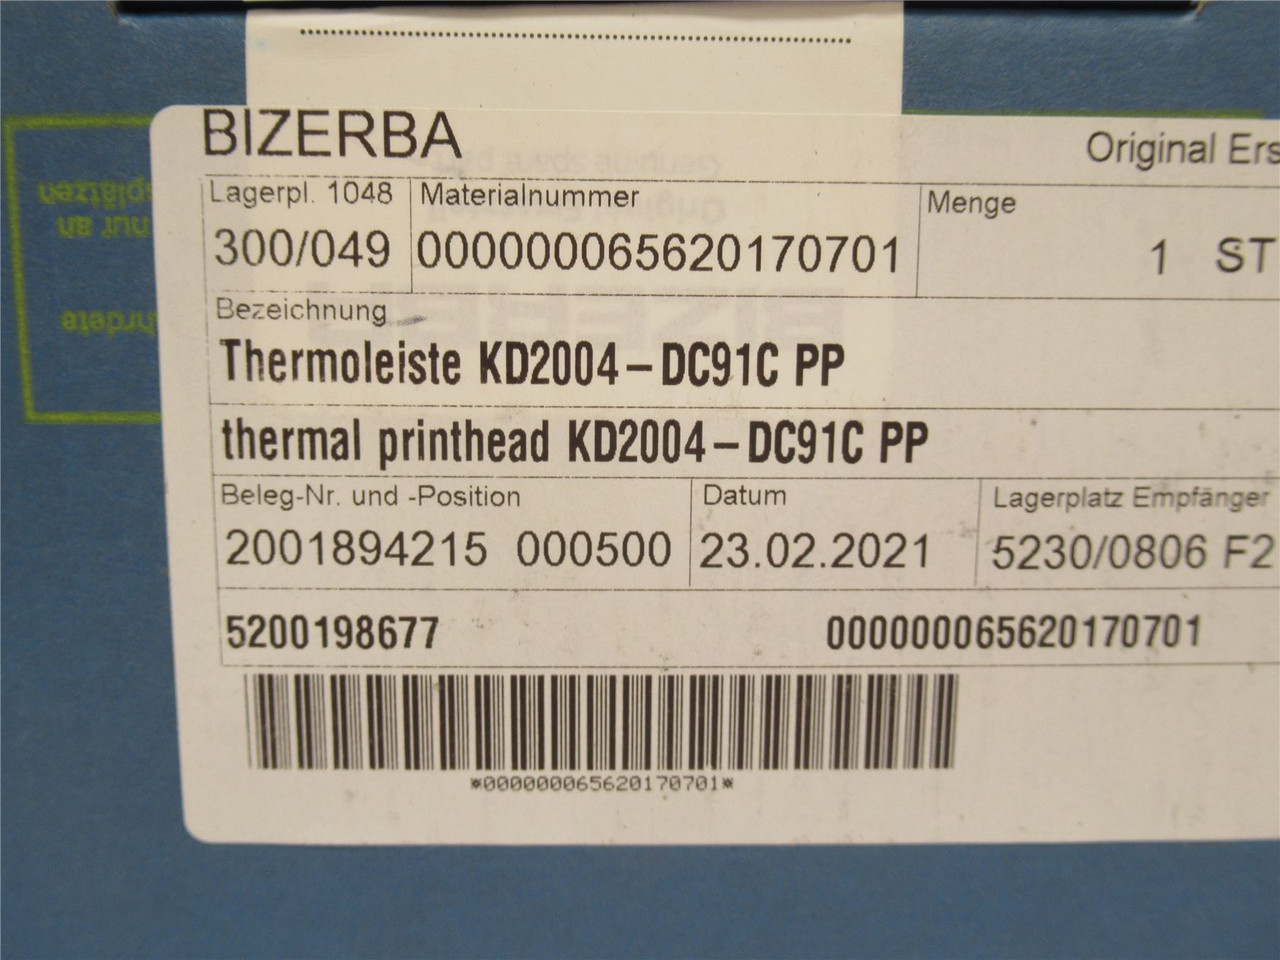 BIZERBA
Original Ers
Lagerpl. 1048
Materialnummer
Menge
300/049
000000065620170701
1 ST
Bezeichnung
Thermoleiste KD2004-DC91C PP
thermal printhead KD2004-DC91C PP
Beleg-Nr. und -Position
Datum
Lagerplatz Empfänger
2001894215 000500
23.02.2021
5230/0806 F2
5200198677
000000065620170701
*000000065620170701*